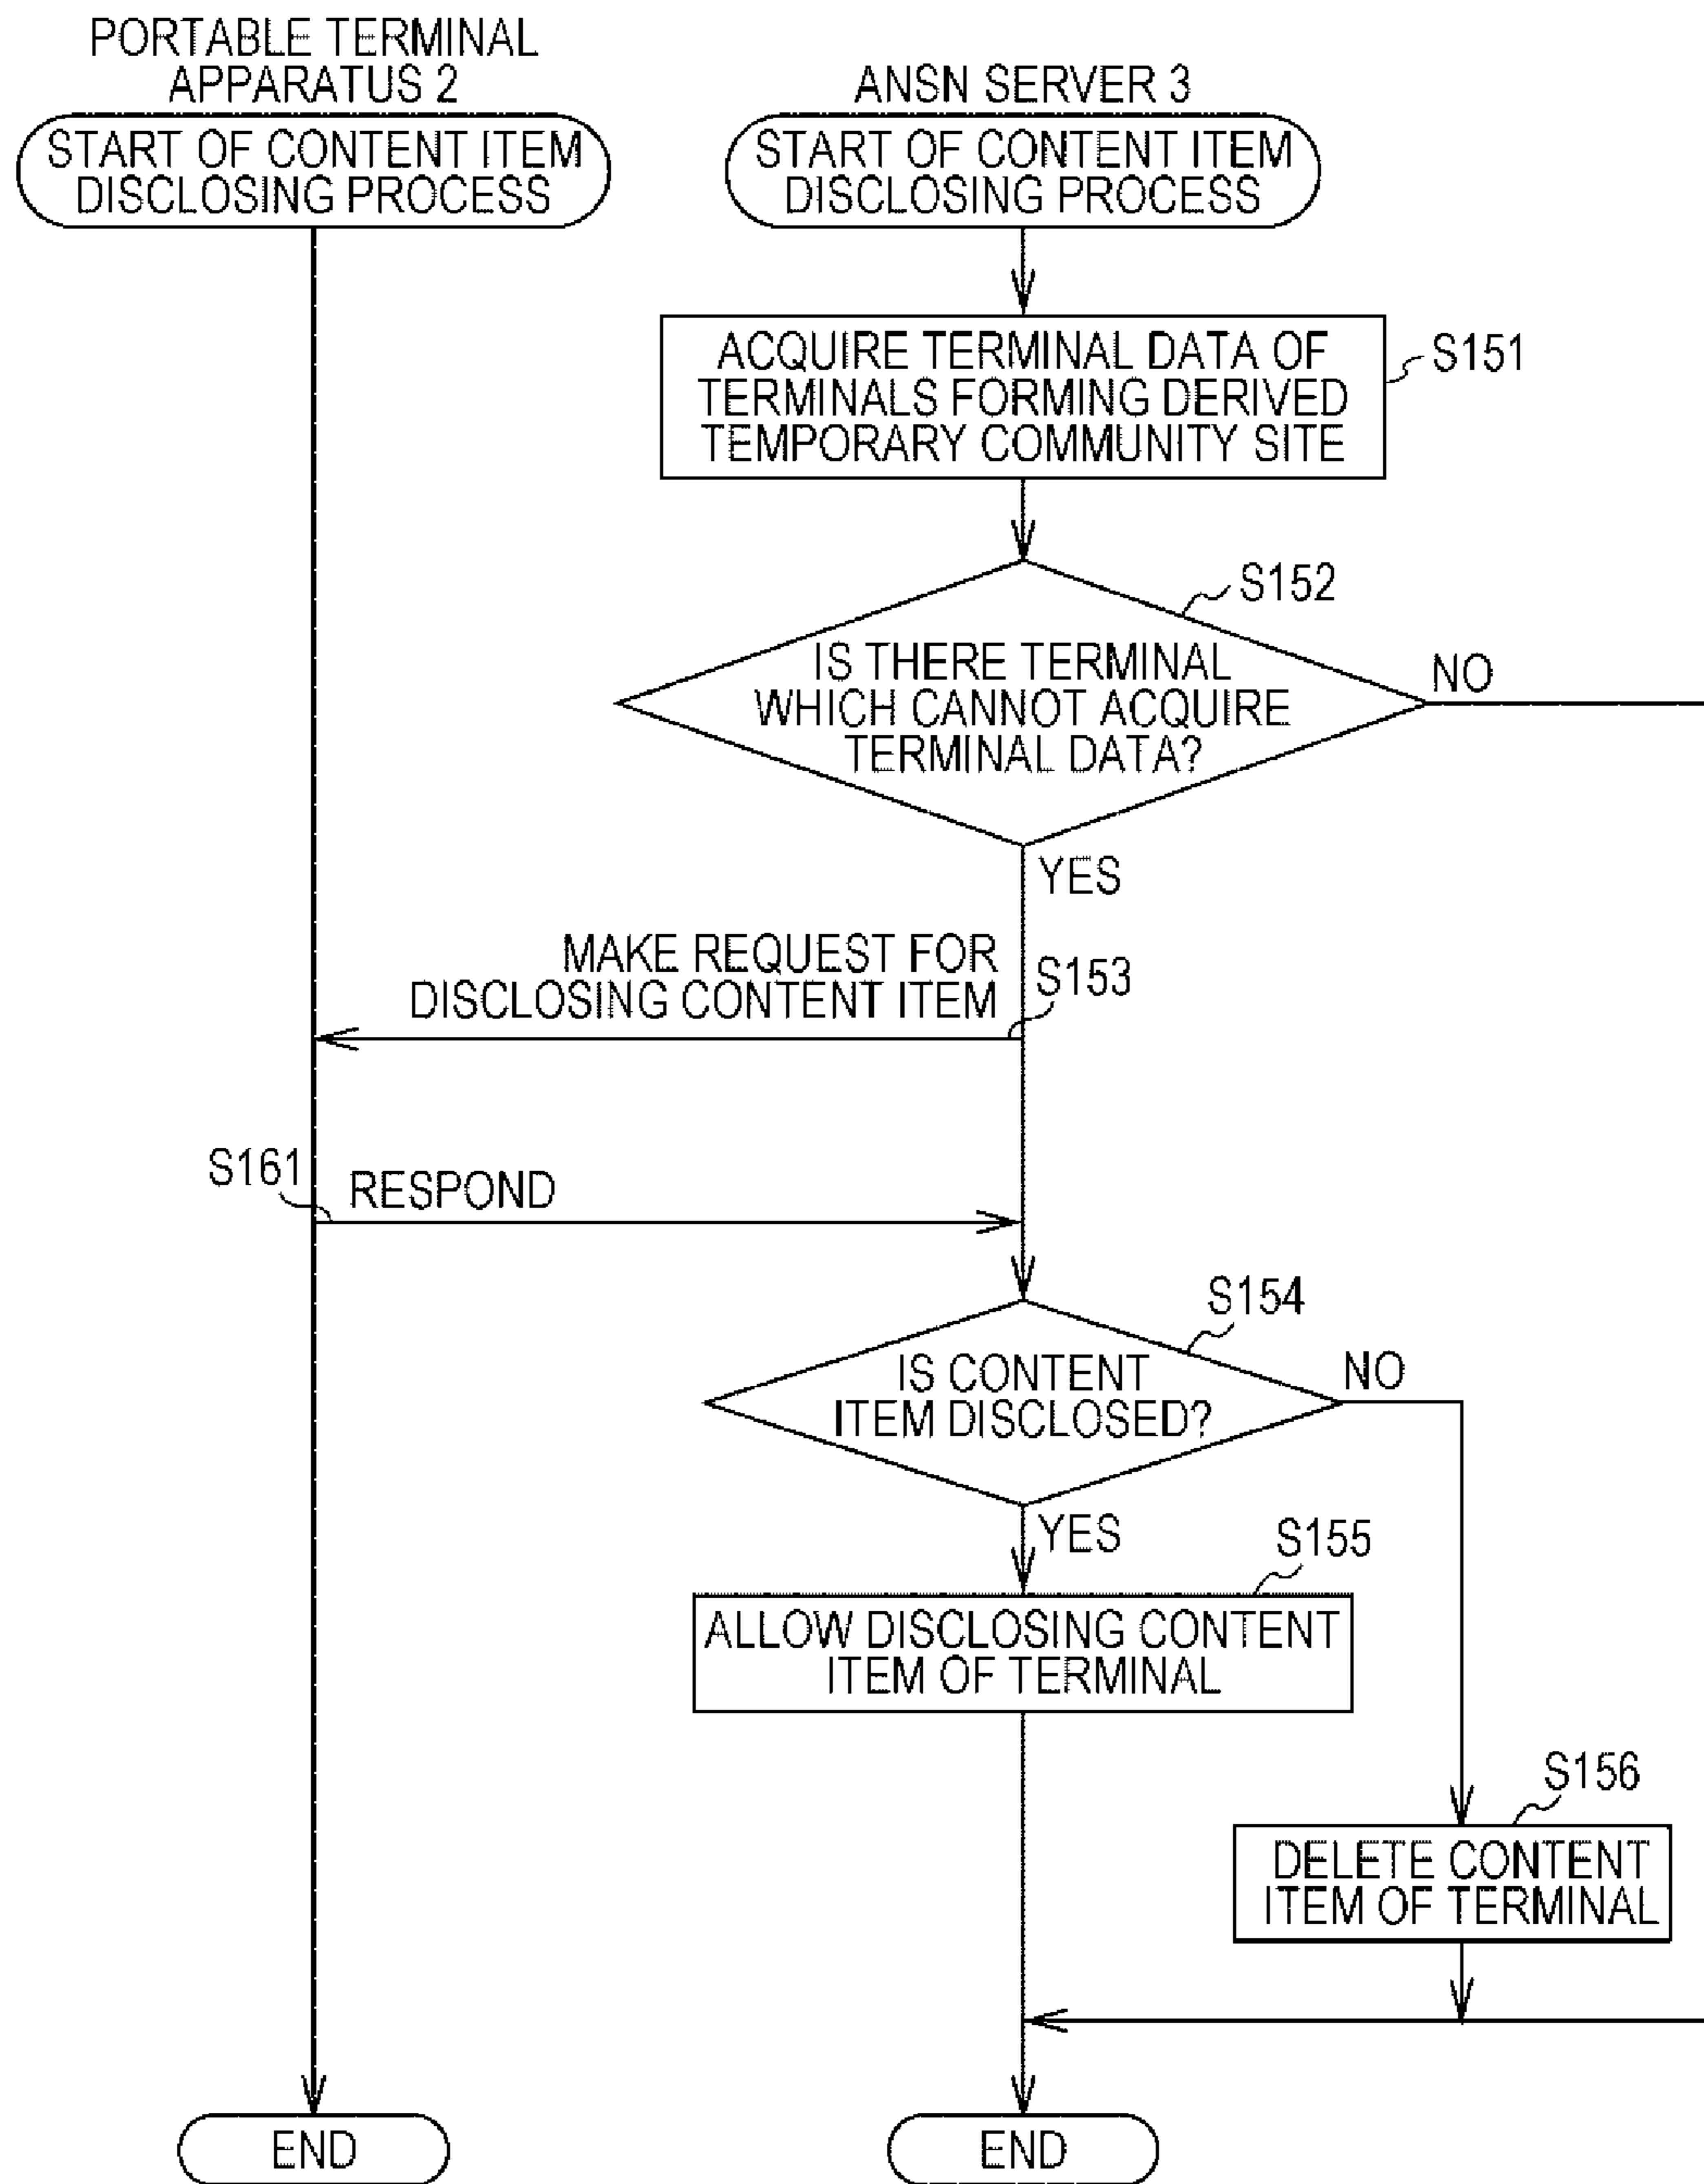 PORTABLE TERMINAL
APPARATUS 2
START OF CONTENT ITEM
DISCLOSING PROCESS
ANSN SERVER 3
START OF CONTENT ITEM
DISCLOSING PROCESS
ACQUIRE TERMINAL DATA OF
TERMINALS FORMING DERIVED
TEMPORARY COMMUNITY SITE
S151
S152
IS THERE TERMINAL
WHICH CANNOT ACQUIRE
TERMINAL DATA?
NO
YES
MAKE REQUEST FOR
DISCLOSING CONTENT ITEM
S153
S161
RESPOND
S154
IS CONTENT
ITEM DISCLOSED?
NO
YES
S155
ALLOW DISCLOSING CONTENT
ITEM OF TERMINAL
S156
DELETE CONTENT
ITEM OF TERMINAL
END
END